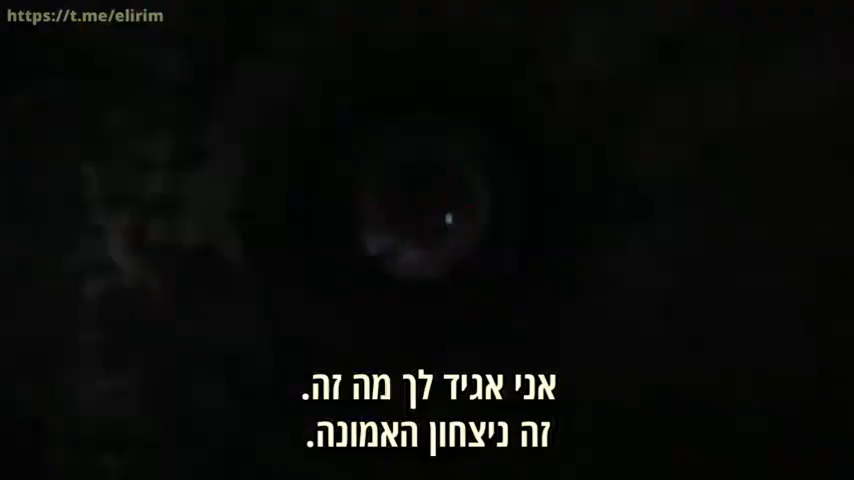 https://t.me/elirim
אני אגיד לך מה זה.
זה ניצחון האמונה.